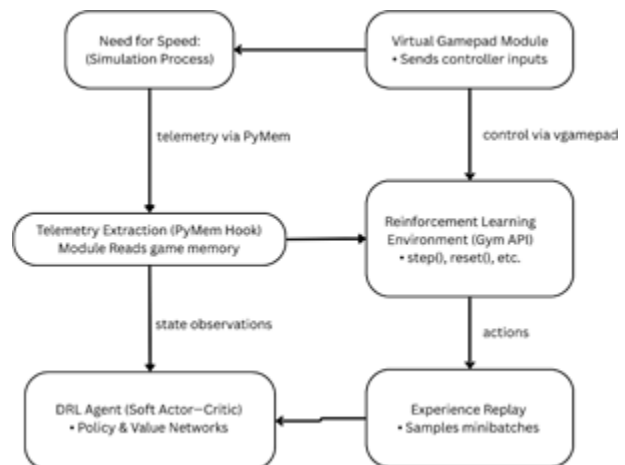 Need for Speed:
(Simulation Process)
Virtual Gamepad Module
• Sends controller inputs
telemetry via PyMem
control via vgamepad
Telemetry Extraction (PyMem Hook)
Module Reads game memory
Reinforcement Learning
Environment (Gym API)
• step(), reset(), etc.
state observations
actions
DRL Agent (Soft Actor—Critic)
• Policy & Value Networks
Experience Replay
• Samples minibatches